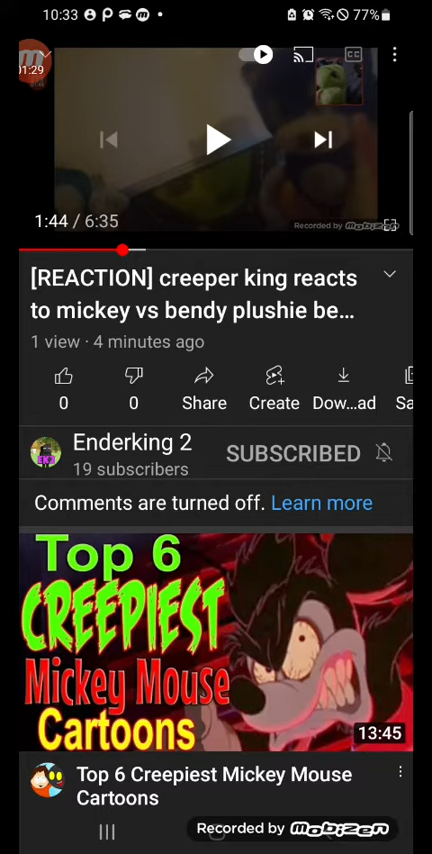 10:33
77%
01:29
CC
1:44 / 6:35
Recorded by mobizen
[REACTION] creeper king reacts
to mickey vs bendy plushie be...
1 view · 4 minutes ago
0
0
Share
Create
Dow...ad
Sa
EK2
Enderking 2
19 subscribers
SUBSCRIBED
Comments are turned off. Learn more
Top 6
CREEPIEST
Mickey Mouse
Cartoons
13:45
Top 6 Creepiest Mickey Mouse
Cartoons
Recorded by mobizen